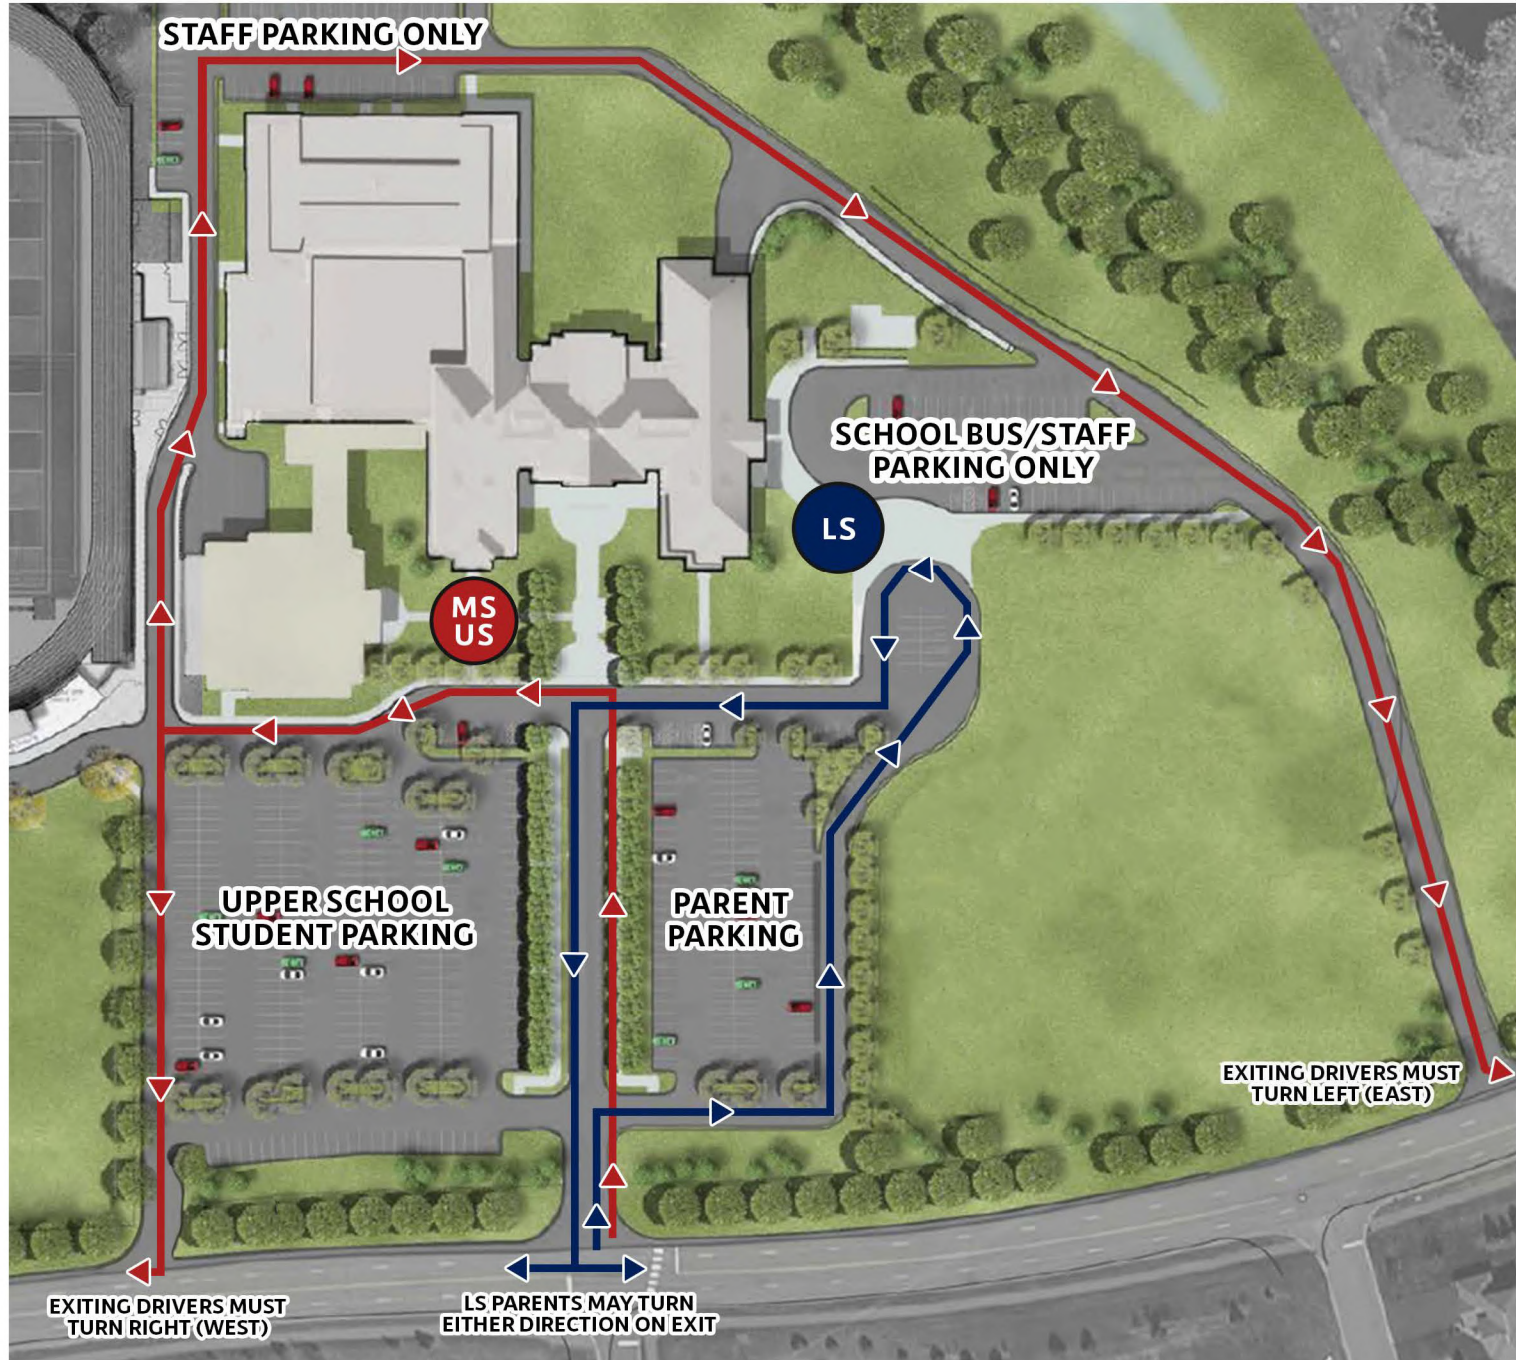 STAFF PARKING ONLY
SCHOOL BUS/STAFF
PARKING ONLY
LS
MS
US
UPPER SCHOOL
STUDENT PARKING
PARENT
PARKING
EXITING DRIVERS MUST
TURN LEFT (EAST)
EXITING DRIVERS MUST
TURN RIGHT (WEST)
LS PARENTS MAY TURN
EITHER DIRECTION ON EXIT